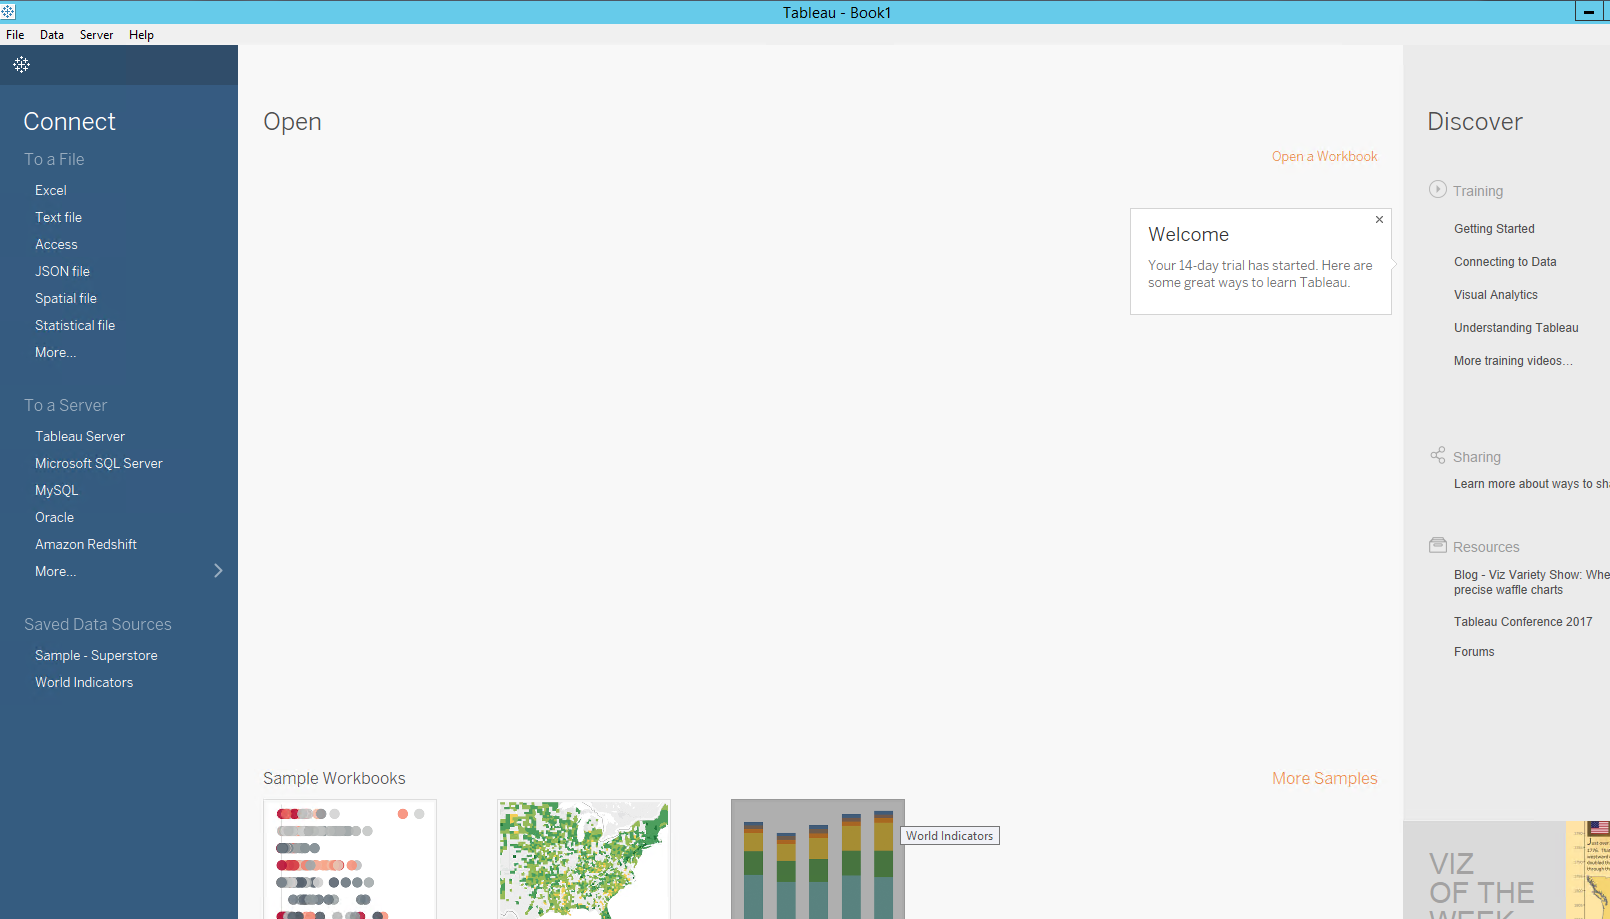 Tableau - Book1
File Data Server Help
Connect
To a File
Excel
Text file
Access
JSON file
Spatial file
Statistical file
More...
To a Server
Tableau Server
Microsoft SQL Server
MySQL
Oracle
Amazon Redshift
More...
Saved Data Sources
Sample - Superstore
World Indicators
Open
Open a Workbook
Welcome
Your 14-day trial has started. Here are
some great ways to learn Tableau.
Sample Workbooks
More Samples
World Indicators
Discover
Training
Getting Started
Connecting to Data
Visual Analytics
Understanding Tableau
More training videos...
Sharing
Learn more about ways to sha
Resources
Blog - Viz Variety Show: Whe
precise waffle charts
Tableau Conference 2017
Forums
VIZ
OF THE
WEEK